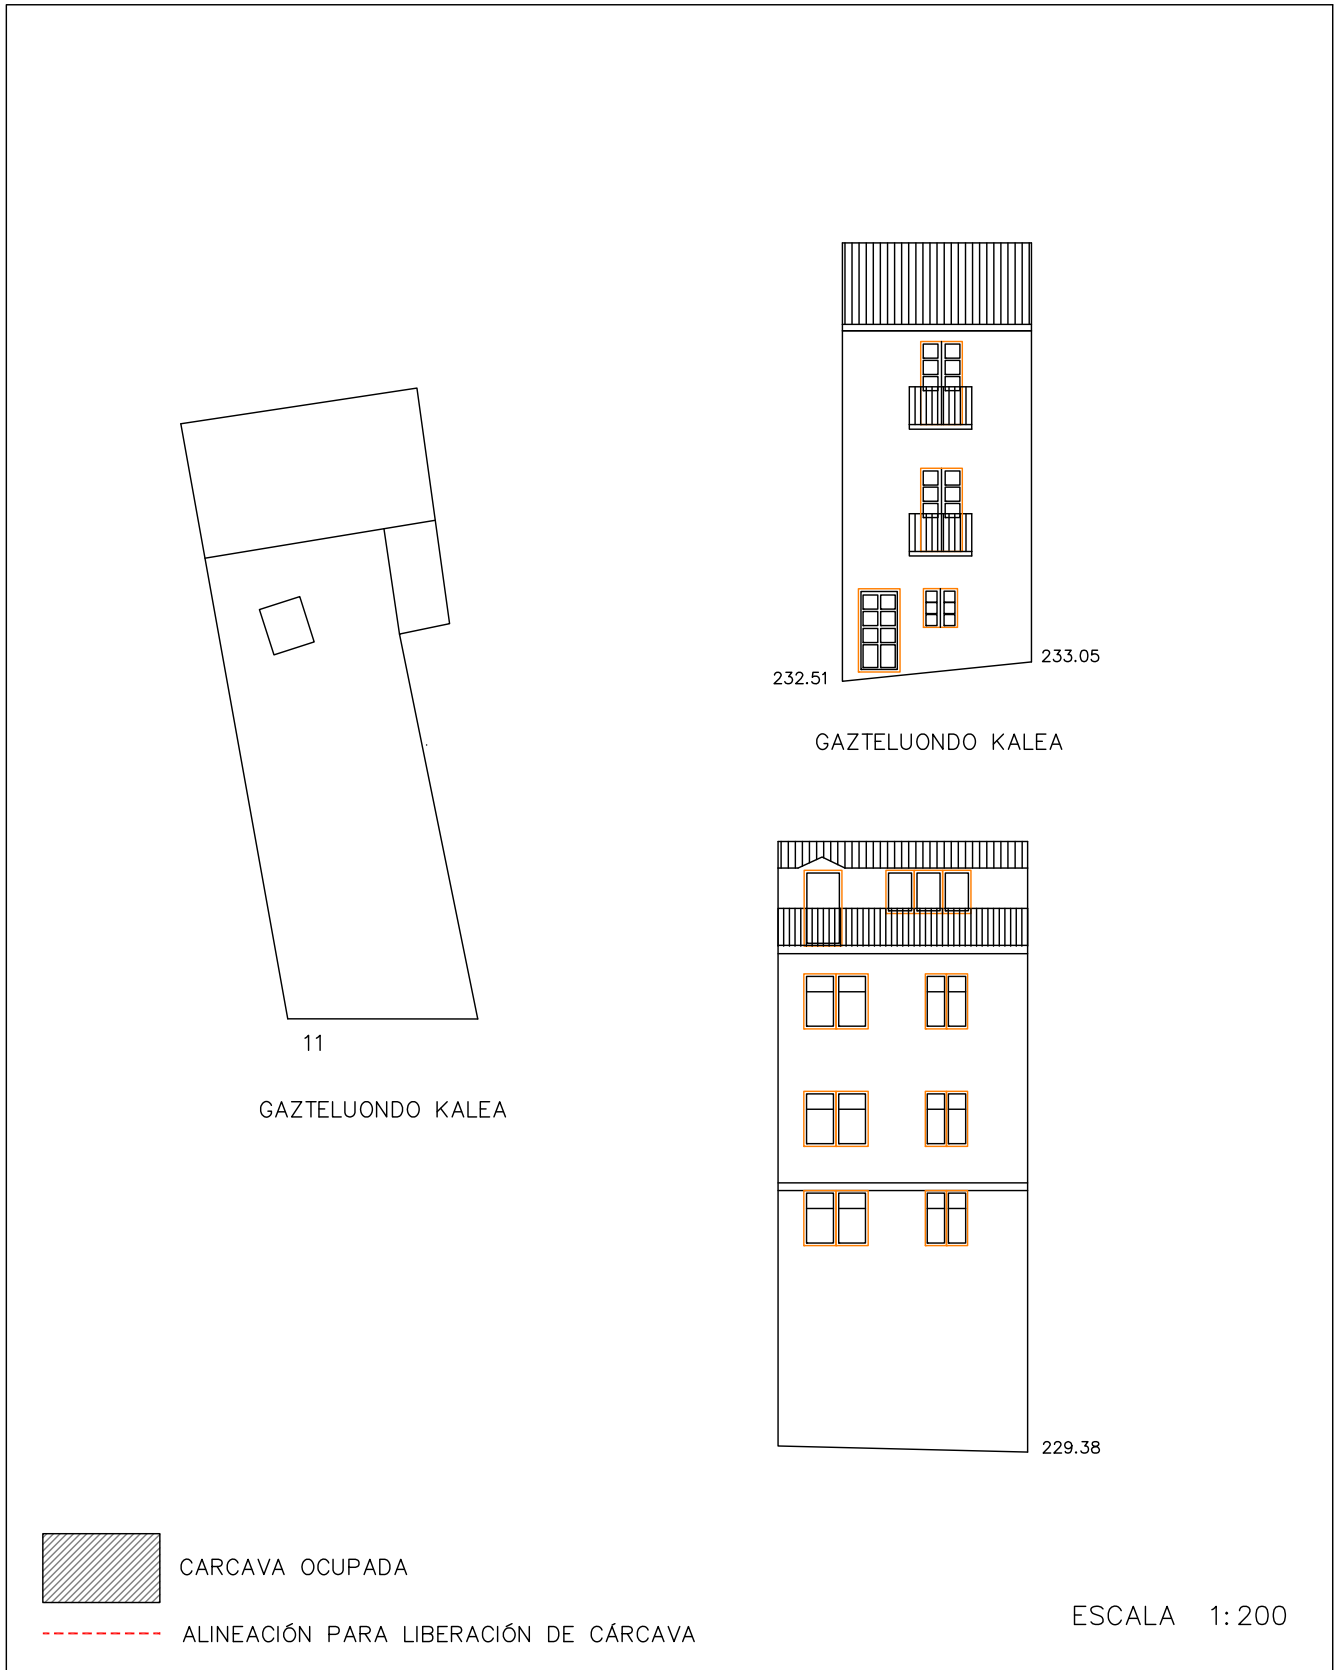 232.51
233.05
GAZTELUONDO KALEA
11
GAZTELUONDO KALEA
229.38
CARCAVA OCUPADA
ALINEACIÓN PARA LIBERACIÓN DE CÁRCAVA
ESCALA 1:200